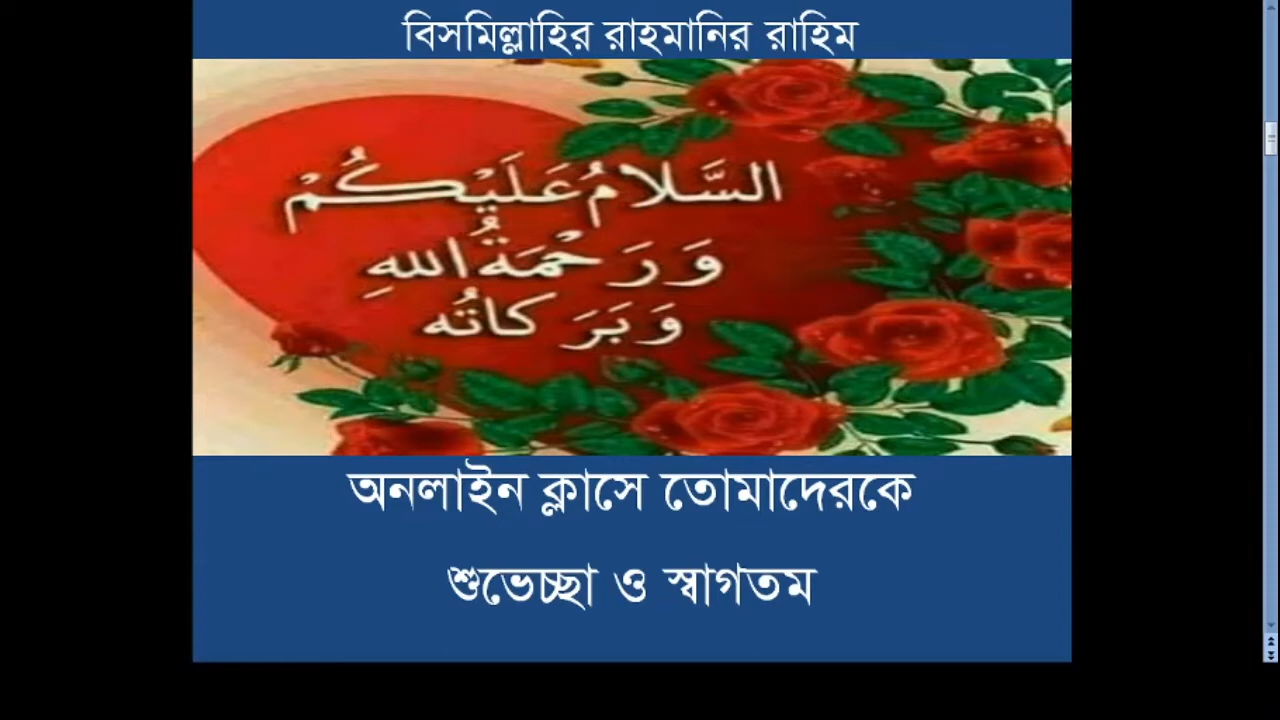 বিসমিল্লাহির রাহমানির রাহিম
السَّلَامُ عَلَيْكُمْ
وَرَحْمَةُ اللهِ
وَبَرَكَاتُه
অনলাইন ক্লাসে তোমাদেরকে
শুভেচ্ছা ও স্বাগতম